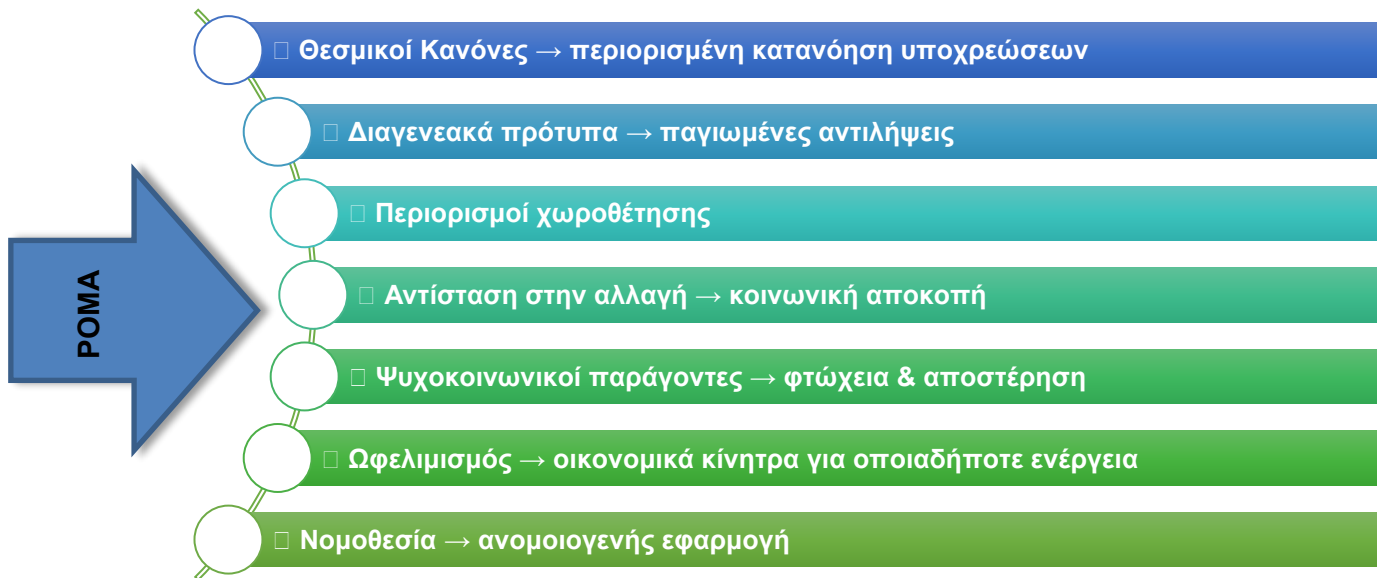 ΡΟΜΑ
Θεσμικοί Κανόνες → περιορισμένη κατανόηση υποχρεώσεων
Διαγενεακά πρότυπα → παγιωμένες αντιλήψεις
Περιορισμοί χωροθέτησης
Αντίσταση στην αλλαγή → κοινωνική αποκοπή
Ψυχοκοινωνικοί παράγοντες → φτώχεια & αποστέρηση
Ωφελιμισμός → οικονομικά κίνητρα για οποιαδήποτε ενέργεια
Νομοθεσία → ανομοιογενής εφαρμογή